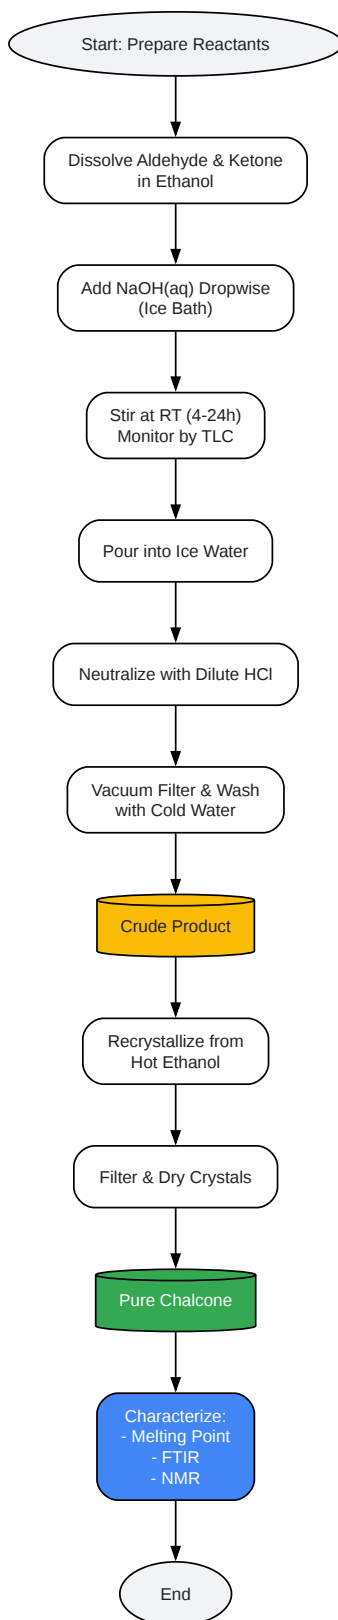 Start: Prepare Reactants
Dissolve Aldehyde & Ketone
in Ethanol
Add NaOH(aq) Dropwise
(Ice Bath)
Stir at RT (4-24h)
Monitor by TLC
Pour into Ice Water
Neutralize with Dilute HCl
Vacuum Filter & Wash
with Cold Water
Crude Product
Recrystallize from
Hot Ethanol
Filter & Dry Crystals
Pure Chalcone
Characterize:
- Melting Point
- FTIR
- NMR
End